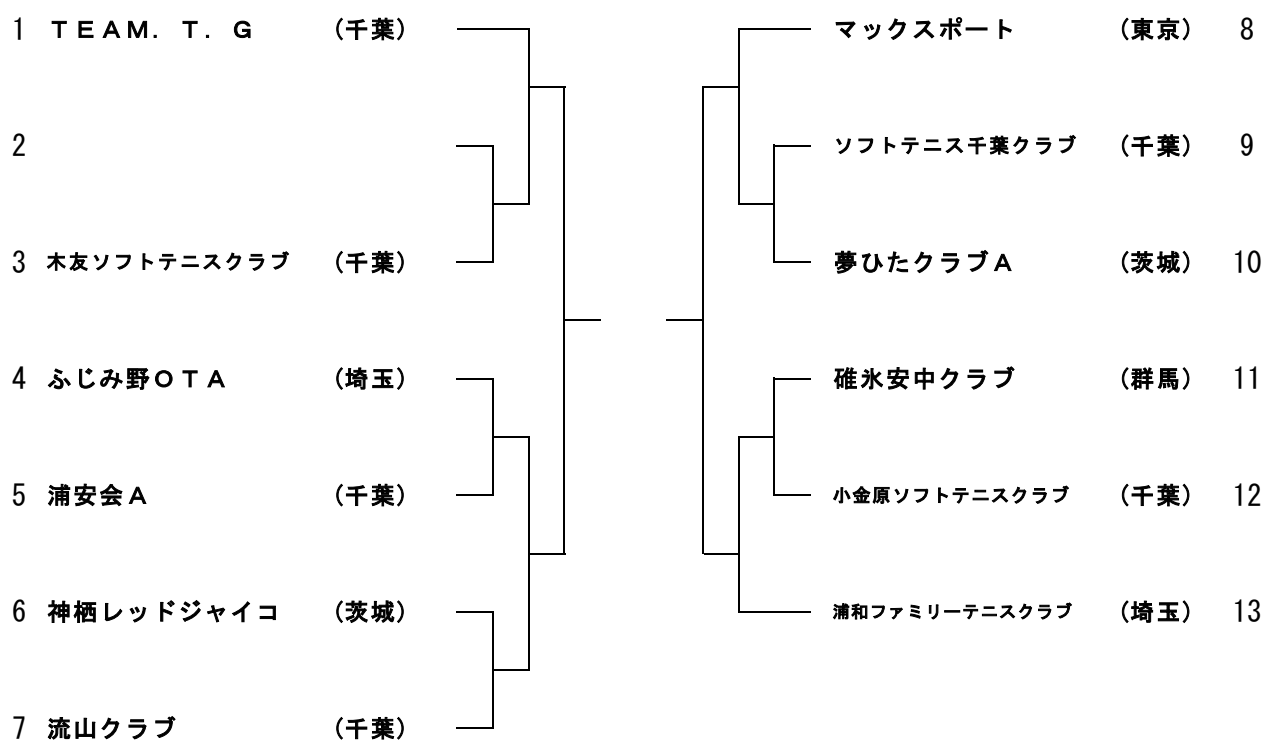 1 ＴＥＡＭ．Ｔ．Ｇ (千葉)
2
3 木友ソフトテニスクラブ (千葉)
4 ふじみ野ＯＴＡ (埼玉)
5 浦安会Ａ (千葉)
6 神栖レッドジャイコ (茨城)
7 流山クラブ (千葉)
マックスポート (東京) 8
ソフトテニス千葉クラブ (千葉) 9
夢ひたクラブＡ (茨城) 10
碓氷安中クラブ (群馬) 11
小金原ソフトテニスクラブ (千葉) 12
浦和ファミリーテニスクラブ (埼玉) 13